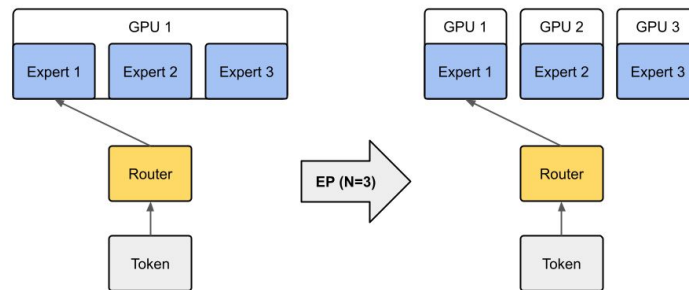 GPU 1
Expert 1
Expert 2
Expert 3
Router
Token
EP (N=3)
GPU 1
GPU 2
GPU 3
Expert 1
Expert 2
Expert 3
Router
Token